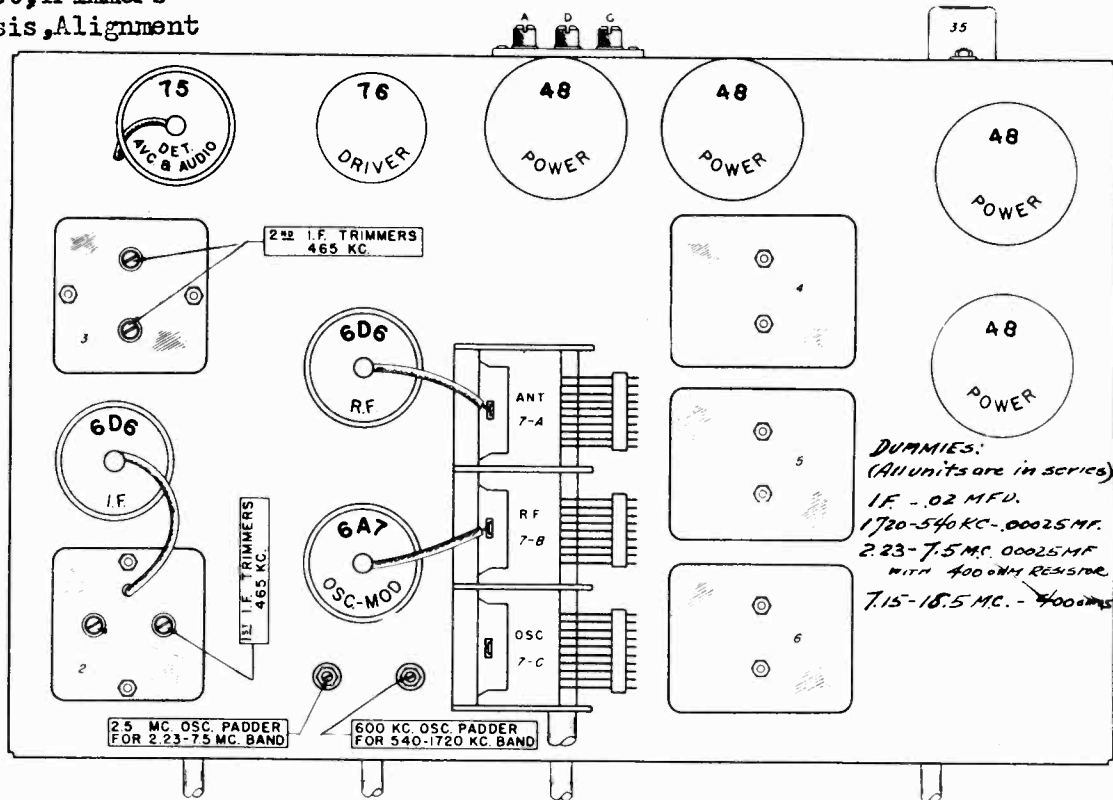 sis,Alignment
A D G
35
75
DET.
AVC & AUDIO
76
DRIVER
48
POWER
48
POWER
48
POWER
2ND I.F. TRIMMERS
465 KC.
3
4
6D6
R.F
ANT
7-A
48
POWER
6D6
I.F.
5
DUMMIES:
(All units are in series)
I.F. - .02 MFD.
1720-540 KC - .00025 MF.
2.23-7.5 M.C. .00025 MF
WITH 400 OHM RESISTOR
7.15-18.5 M.C. - 400 ohms
RF
7-B
1ST I.F. TRIMMERS
465 KC.
6A7
OSC-MOD
OSC
7-C
2
6
2.5 MC. OSC. PADDER
FOR 2.23-7.5 MC. BAND
600 KC. OSC. PADDER
FOR 540-1720 KC. BAND